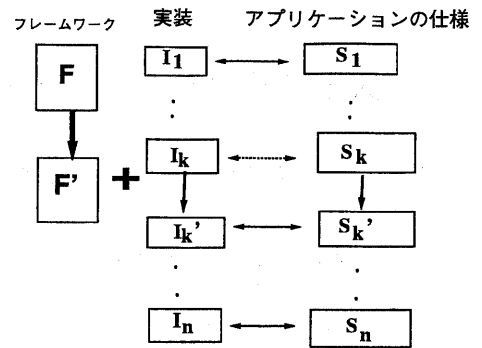 フレームワーク 実装 アプリケーションの仕様
F I1 S1
F' + Ik Sk
Ik' Sk'
In Sn